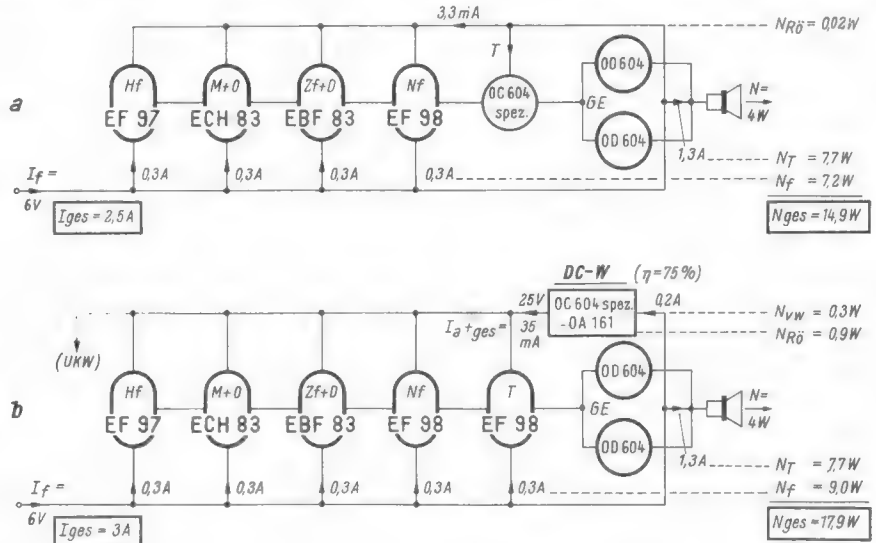 3,3 mA
N_Rö = 0,02W
T
a
Hf
EF 97
M+O
ECH 83
Zf+D
EBF 83
Nf
EF 98
OC 604
spez.
OD 604
GE
OD 604
N=
4W
1,3A
N_T = 7,7W
N_f = 7,2W
Nges = 14,9W
I_f =
6V
0,3A
0,3A
0,3A
0,3A
Iges = 2,5A
DC-W (η=75%)
25V
OC 604 spez.
-OA 161
0,2A
N_VW = 0,3W
N_Rö = 0,9W
I_a+ges =
35
mA
(UKW)
b
Hf
EF 97
M+O
ECH 83
Zf+D
EBF 83
Nf
EF 98
T
EF 98
OD 604
GE
OD 604
N=
4W
1,3A
N_T = 7,7W
N_f = 9,0W
Nges = 17,9W
I_f =
6V
0,3A
0,3A
0,3A
0,3A
0,3A
Iges = 3A